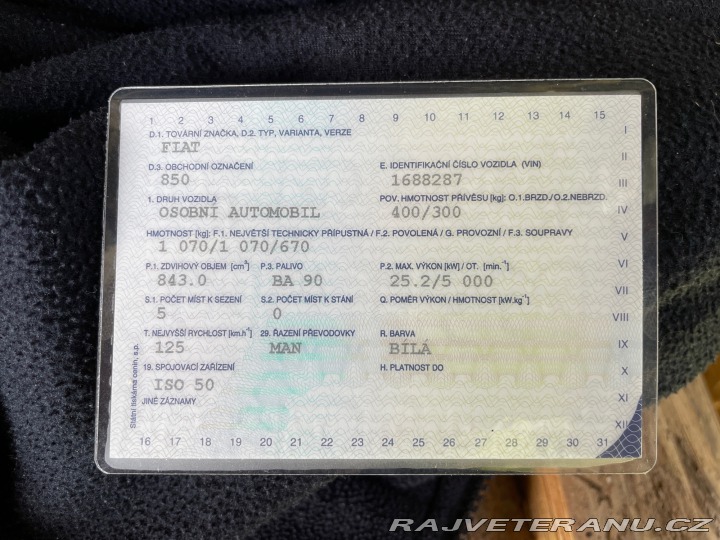 1 2 3 4 5 6 7 8 9 10 11 12 13 14 15
I
D.1. TOVÁRNÍ ZNAČKA, D.2. TYP, VARIANTA, VERZE
FIAT
II
D.3. OBCHODNÍ OZNAČENÍ E. IDENTIFIKAČNÍ ČÍSLO VOZIDLA (VIN)
850 1688287
III
1. DRUH VOZIDLA POV. HMOTNOST PŘÍVĚSU [kg]: O.1.BRZD./O.2.NEBRZD.
OSOBNÍ AUTOMOBIL 400/300
IV
HMOTNOST [kg]: F.1. NEJVĚTŠÍ TECHNICKY PŘÍPUSTNÁ / F.2. POVOLENÁ / G. PROVOZNÍ / F.3. SOUPRAVY
V
1 070/1 070/670
P.1. ZDVIHOVÝ OBJEM [cm³] P.3. PALIVO P.2. MAX. VÝKON [kW] / OT. [min.⁻¹]
VI
843.0 BA 90 25.2/5 000
VII
S.1. POČET MÍST K SEZENÍ S.2. POČET MÍST K STÁNÍ Q. POMĚR VÝKON / HMOTNOST [kW.kg⁻¹]
5 0
VIII
T. NEJVYŠŠÍ RYCHLOST [km.h⁻¹] 29. ŘAZENÍ PŘEVODOVKY R. BARVA
125 MAN BÍLÁ
IX
19. SPOJOVACÍ ZAŘÍZENÍ H. PLATNOST DO
X
ISO 50
JINÉ ZÁZNAMY
XI
XII
Státní tiskárna cenin, s.p.
16 17 18 19 20 21 22 23 24 25 26 27 28 29 30 31
RAJVETERANU.CZ